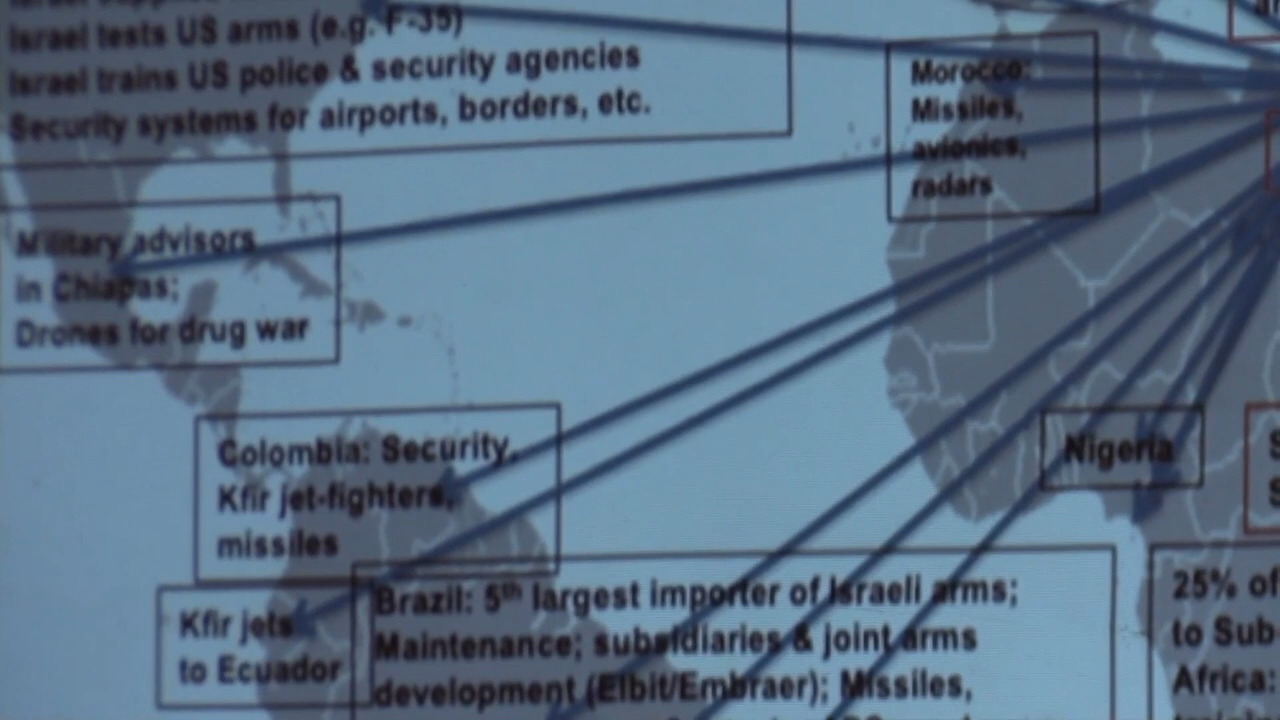 Israel tests US arms (e.g. F-35)
Israel trains US police & security agencies
Security systems for airports, borders, etc.
Morocco:
Missiles,
avionics,
radars
Military advisors
in Chiapas;
Drones for drug war
Colombia: Security,
Kfir jet-fighters,
missiles
Nigeria
Kfir jets
to Ecuador
Brazil: 5th largest importer of Israeli arms;
Maintenance; subsidiaries & joint arms
development (Elbit/Embraer); Missiles,
25% of
to Sub
Africa: